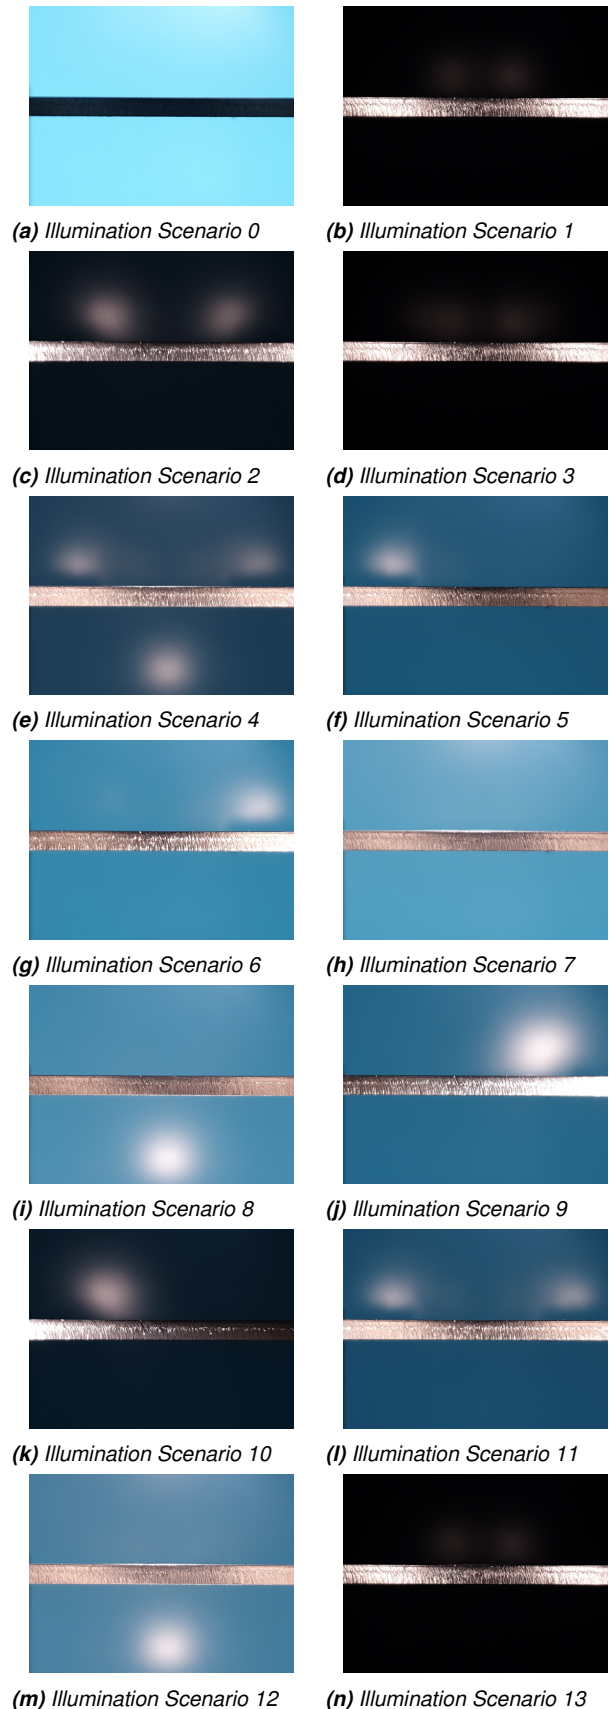 (a) Illumination Scenario 0
(b) Illumination Scenario 1
(c) Illumination Scenario 2
(d) Illumination Scenario 3
(e) Illumination Scenario 4
(f) Illumination Scenario 5
(g) Illumination Scenario 6
(h) Illumination Scenario 7
(i) Illumination Scenario 8
(j) Illumination Scenario 9
(k) Illumination Scenario 10
(l) Illumination Scenario 11
(m) Illumination Scenario 12
(n) Illumination Scenario 13